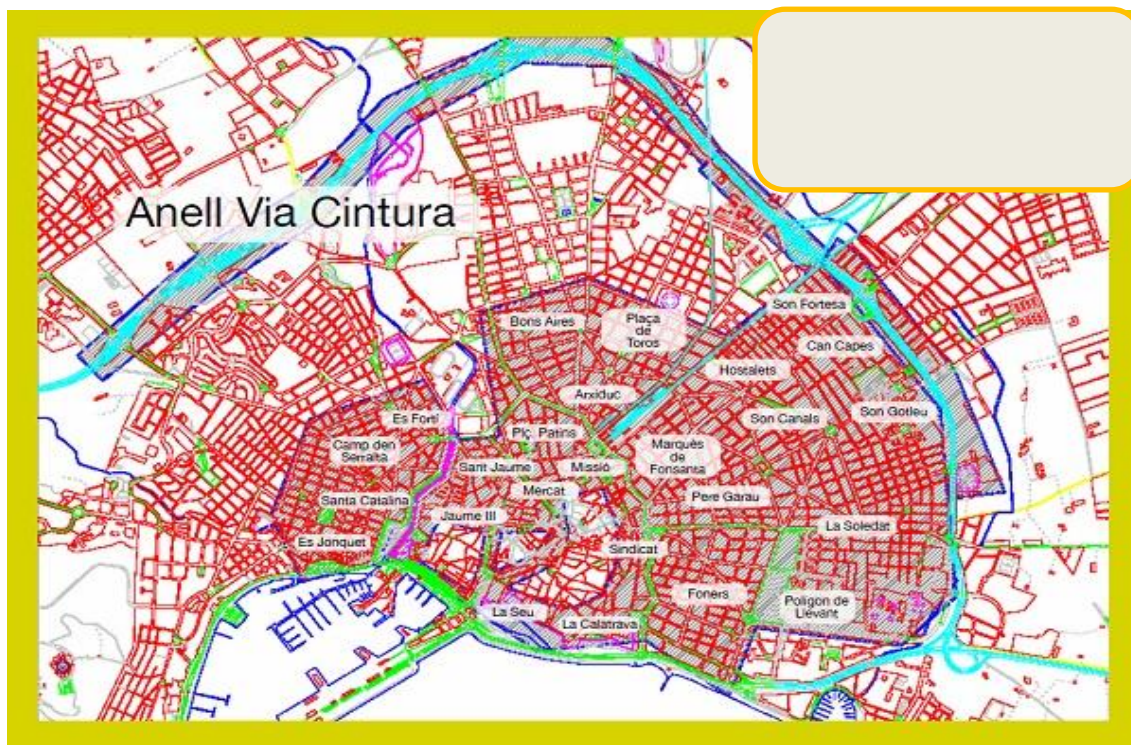 Anell Via Cintura
Son Fortesa
Bons Aires
Plaça
de
Toros
Can Capes
Hostalets
Arxiduc
Son Gotleu
Es Fortí
Son Canals
Plç. Patins
Camp den
Serralta
Marquès
de
Fonsanta
Sant Jaume
Missió
Mercat
Santa Catalina
Pere Garau
Jaume III
La Soledat
Es Jonquet
Sindicat
Foners
Polígon de
Llevant
La Seu
La Calatrava